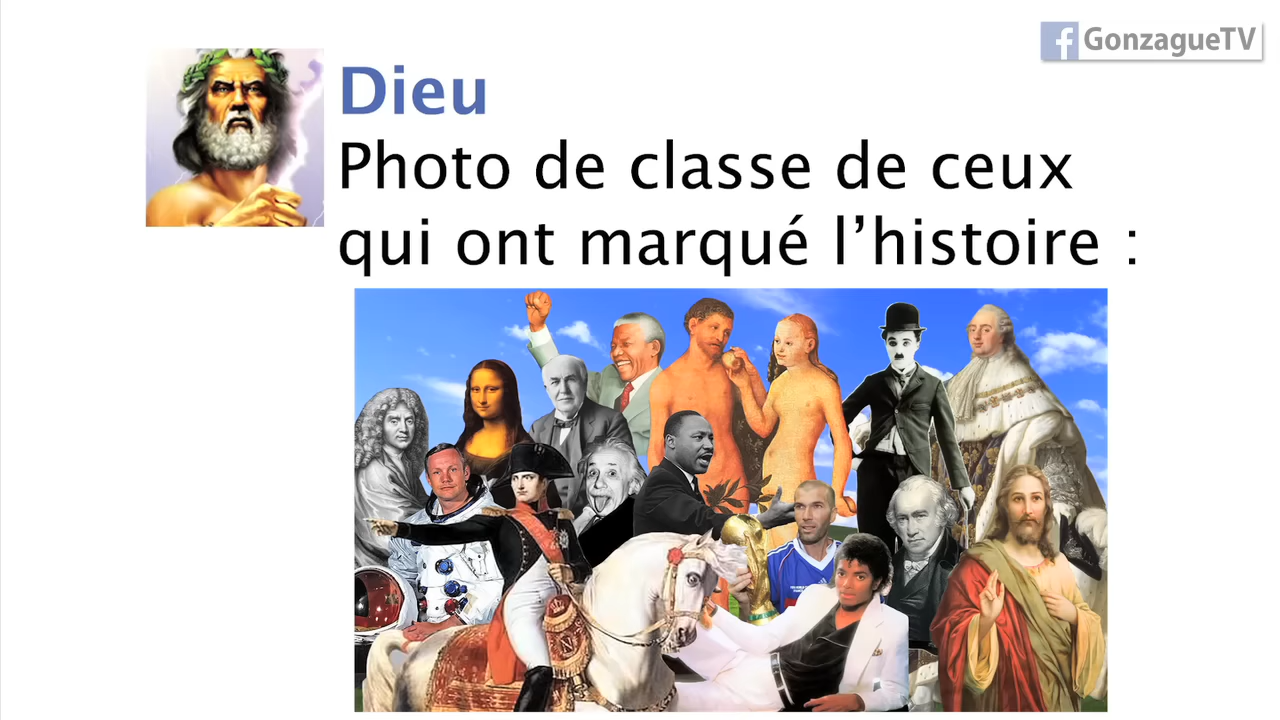 GonzagueTV
Dieu
Photo de classe de ceux
qui ont marqué l’histoire :